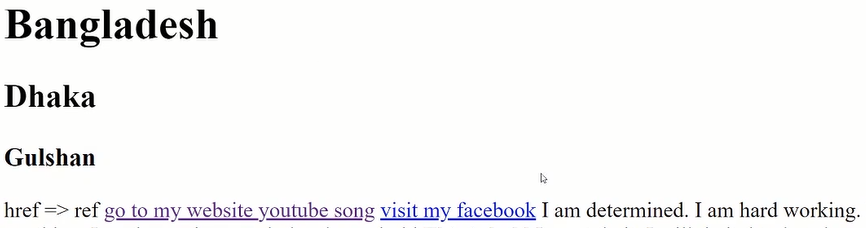 Bangladesh
Dhaka
Gulshan
href => ref go to my website youtube song visit my facebook I am determined. I am hard working.